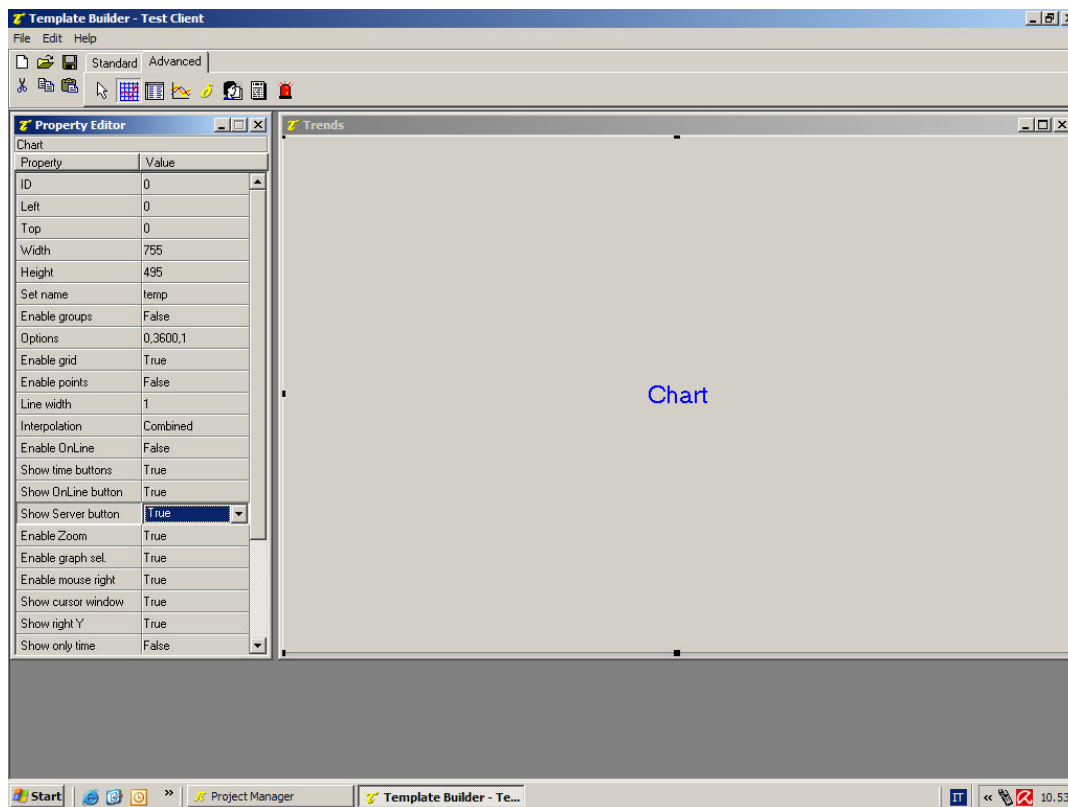 Template Builder - Test Client
File Edit Help
Standard Advanced
Property Editor
Trends
Chart
Property Value
ID 0
Left 0
Top 0
Width 755
Height 495
Set name temp
Enable groups False
Options 0,3600,1
Enable grid True
Enable points False
Line width 1
Interpolation Combined
Enable OnLine False
Show time buttons True
Show OnLine button True
Show Server button True
Enable Zoom True
Enable graph sel. True
Enable mouse right True
Show cursor window True
Show right Y True
Show only time False
Chart
Start » Project Manager Template Builder - Te... IT « 10.53